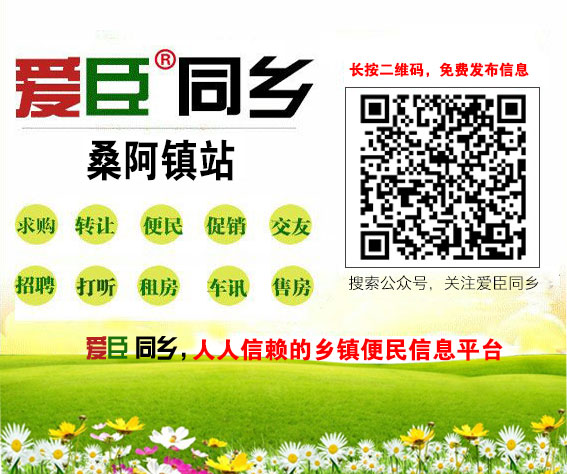 爱臣®同乡
桑阿镇站
求购 转让 便民 促销 交友
招聘 打听 租房 车讯 售房
长按二维码，免费发布信息
搜索公众号，关注爱臣同乡
爱臣同乡，人人信赖的乡镇便民信息平台